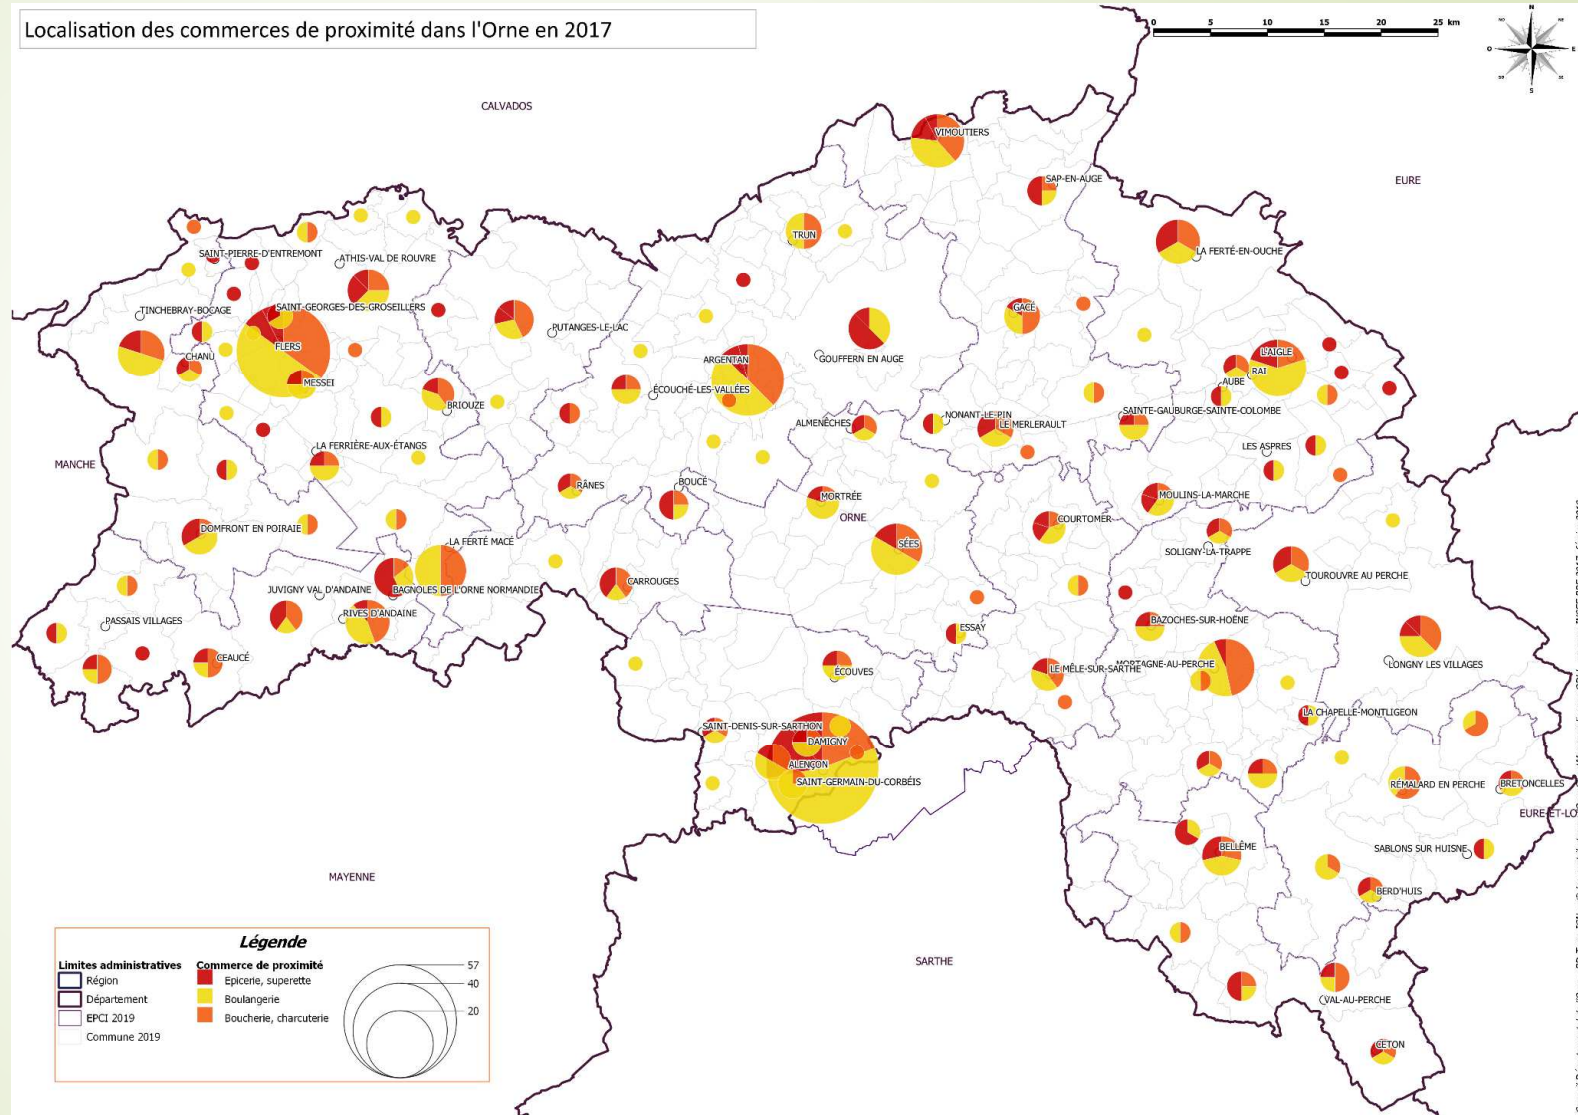 Localisation des commerces de proximité dans l'Orne en 2017
0 5 10 15 20 25 km
N
NO NE
O E
SO SE
S
CALVADOS
VIMOUTIERS
EURE
SAP-EN-AUGE
TRUN
LA FERTÉ-EN-OUCHE
SAINT-PIERRE-D'ENTREMONT
ATHIS-VAL DE ROUVRE
TINCHEBRAY-BOCAGE
SAINT-GEORGES-DES-GROSEILLERS
GACÉ
PUTANGES-LE-LAC
FLERS
CHANU
ARGENTAN
GOUFFERN EN AUGE
L'AIGLE
RAI
MESSEI
ÉCOUCHÉ-LES-VALLÉES
AUBE
BRIOUZE
ALMENÊCHES
NONANT-LE-PIN
LE MERLERAULT
SAINTE-GAUBURGE-SAINTE-COLOMBE
LA FERRIÈRE-AUX-ÉTANGS
LES ASPRES
MANCHE
RÂNES
BOUCÉ
MORTRÉE
MOULINS-LA-MARCHE
ORNE
COURTOMER
DOMFRONT EN POIRAIE
LA FERTÉ MACÉ
SÉES
SOLIGNY-LA-TRAPPE
TOUROUVRE AU PERCHE
CARROUGES
JUVIGNY VAL D'ANDAINE
BAGNOLES DE L'ORNE NORMANDIE
RIVES D'ANDAINE
PASSAIS VILLAGES
ESSAY
BAZOCHES-SUR-HOËNE
CEAUCÉ
ÉCOUVES
LE MÊLE-SUR-SARTHE
MORTAGNE-AU-PERCHE
LONGNY LES VILLAGES
LA CHAPELLE-MONTLIGEON
SAINT-DENIS-SUR-SARTHON
DAMIGNY
ALENÇON
SAINT-GERMAIN-DU-CORBÉIS
RÉMALARD EN PERCHE
BRETONCELLES
EURE-ET-LO
BELLÊME
SABLONS SUR HUISNE
MAYENNE
BERD'HUIS
SARTHE
VAL-AU-PERCHE
CETON
Légende
Limites administratives
Région
Département
EPCI 2019
Commune 2019
Commerce de proximité
Epicerie, superette
Boulangerie
Boucherie, charcuterie
57
40
20